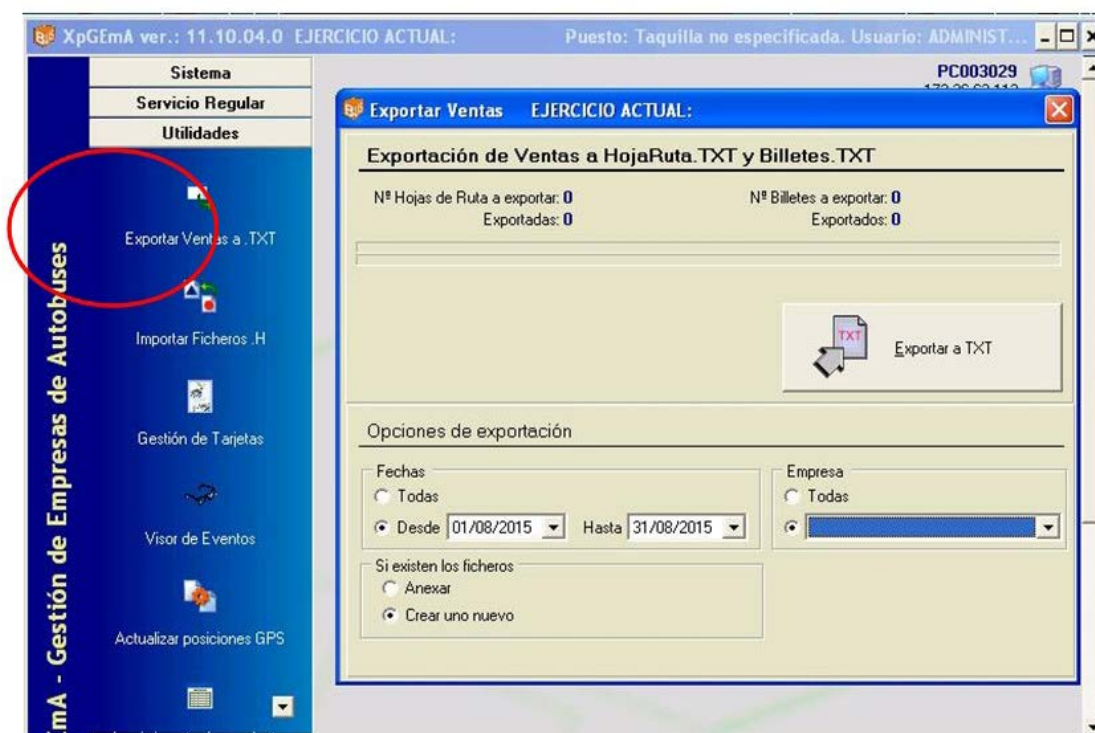 XpGEmA ver.: 11.10.04.0 EJERCICIO ACTUAL: Puesto: Taquilla no especificada. Usuario: ADMINIST...
Sistema
Servicio Regular
Utilidades
Exportar Ventas a .TXT
Importar Ficheros .H
Gestión de Tarjetas
Visor de Eventos
Actualizar posiciones GPS
EmA - Gestión de Empresas de Autobuses
PC003029
Exportar Ventas EJERCICIO ACTUAL:
Exportación de Ventas a HojaRuta.TXT y Billetes.TXT
Nº Hojas de Ruta a exportar: 0 Nº Billetes a exportar: 0
Exportadas: 0 Exportados: 0
TXT
Exportar a TXT
Opciones de exportación
Fechas
Todas
Desde 01/08/2015 Hasta 31/08/2015
Empresa
Todas
Si existen los ficheros
Anexar
Crear uno nuevo